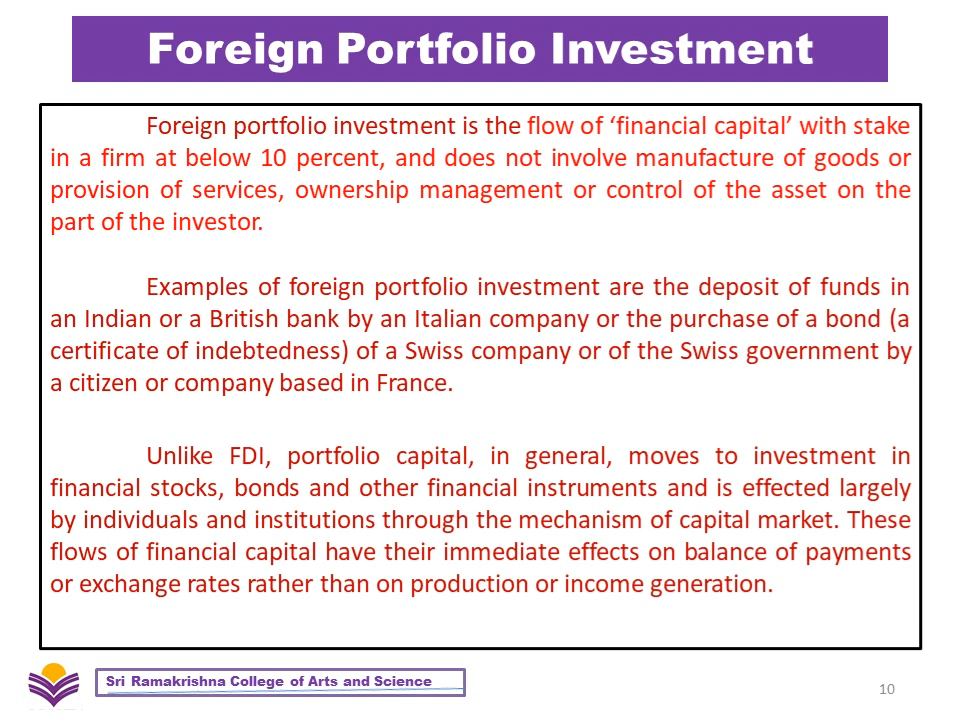 Foreign Portfolio Investment
Foreign portfolio investment is the flow of ‘financial capital’ with stake
in a firm at below 10 percent, and does not involve manufacture of goods or
provision of services, ownership management or control of the asset on the
part of the investor.
Examples of foreign portfolio investment are the deposit of funds in
an Indian or a British bank by an Italian company or the purchase of a bond (a
certificate of indebtedness) of a Swiss company or of the Swiss government by
a citizen or company based in France.
Unlike FDI, portfolio capital, in general, moves to investment in
financial stocks, bonds and other financial instruments and is effected largely
by individuals and institutions through the mechanism of capital market. These
flows of financial capital have their immediate effects on balance of payments
or exchange rates rather than on production or income generation.
Sri Ramakrishna College of Arts and Science
10